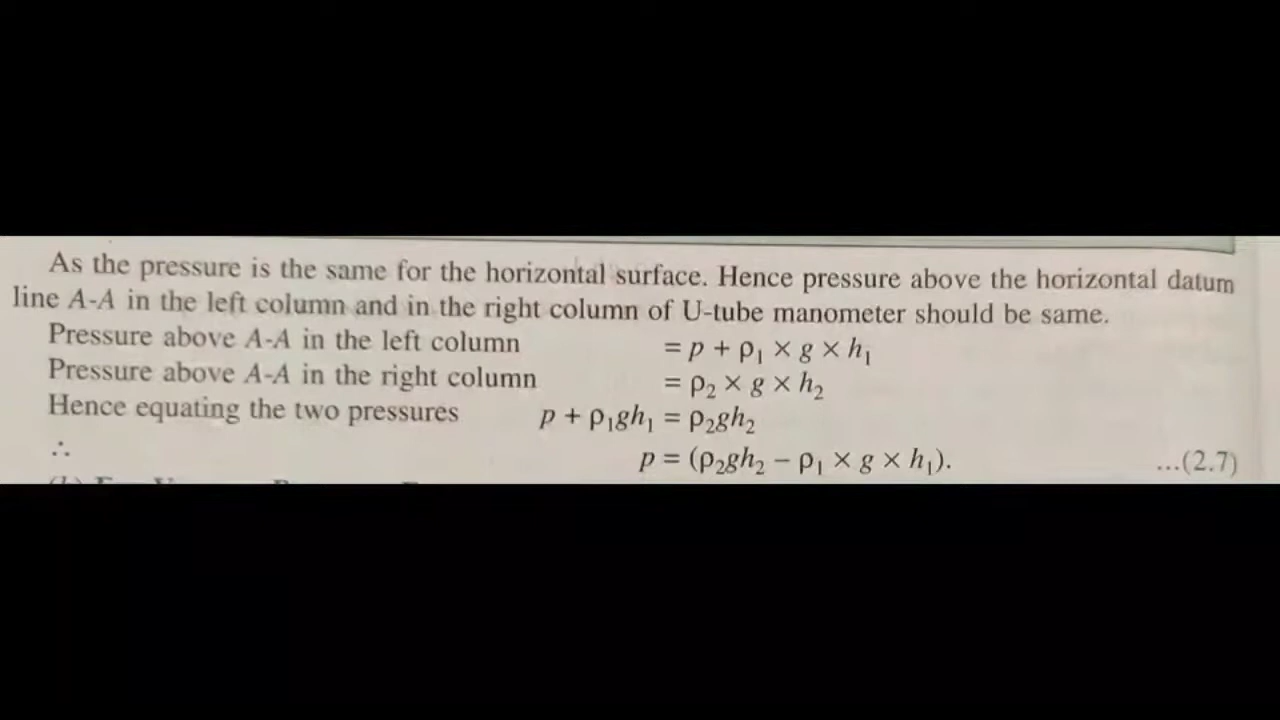 As the pressure is the same for the horizontal surface. Hence pressure above the horizontal datum
line A-A in the left column and in the right column of U-tube manometer should be same.
Pressure above A-A in the left column = p + ρ₁ × g × h₁
Pressure above A-A in the right column = ρ₂ × g × h₂
Hence equating the two pressures p + ρ₁gh₁ = ρ₂gh₂
∴ p = (ρ₂gh₂ − ρ₁ × g × h₁). ...(2.7)